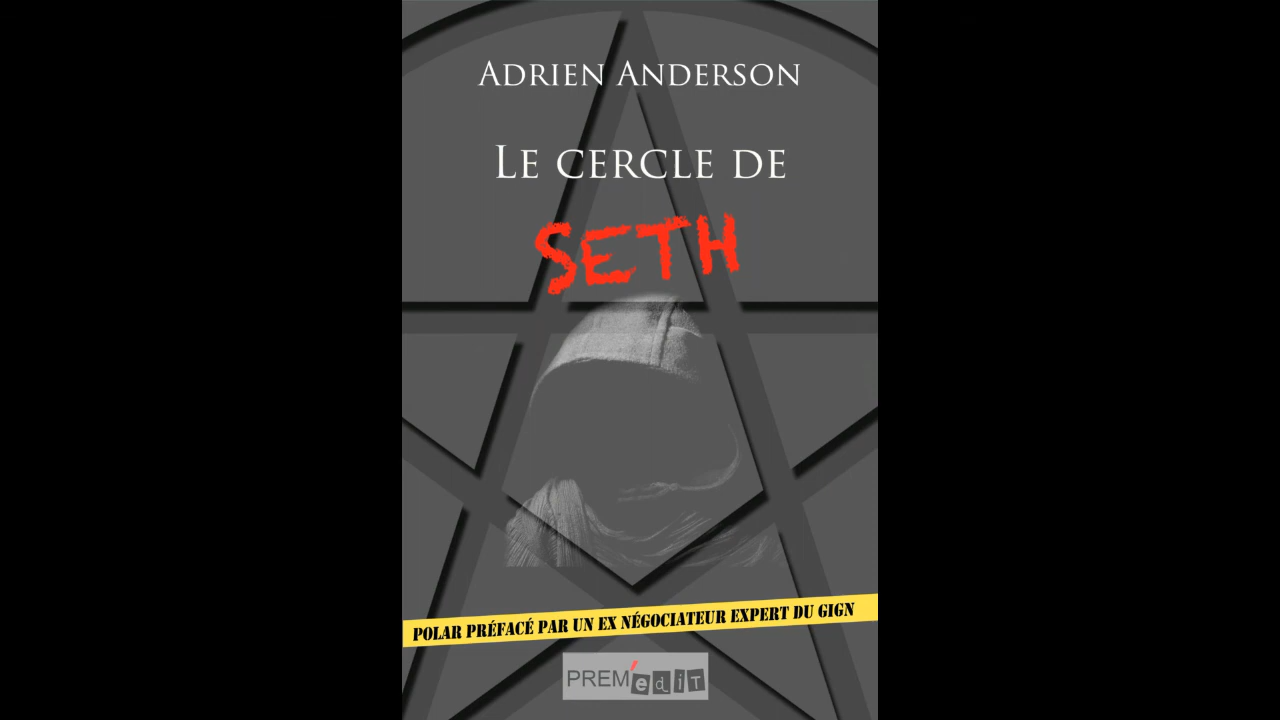 Adrien Anderson
Le cercle de
SETH
POLAR PRÉFACÉ PAR UN EX NÉGOCIATEUR EXPERT DU GIGN
PREM'edit